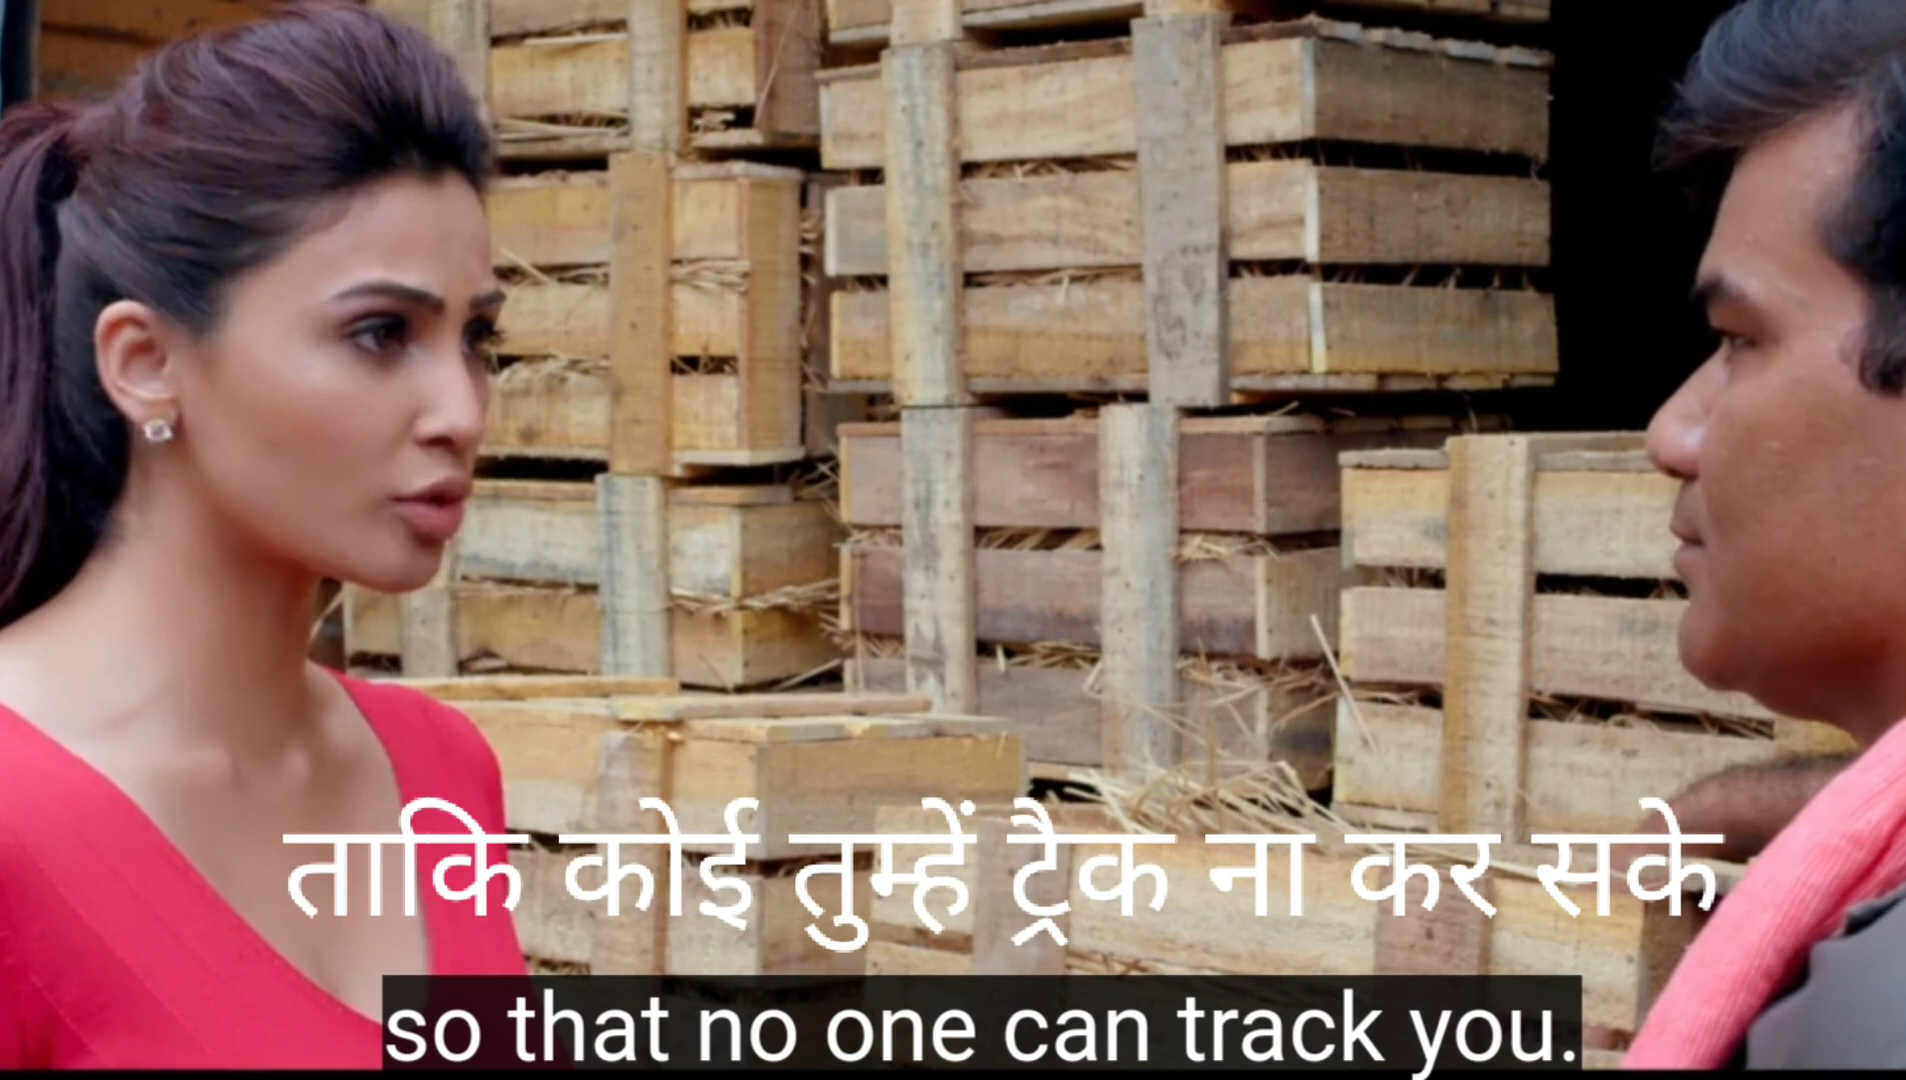 ताकि कोई तुम्हें ट्रैक ना कर सके
so that no one can track you.